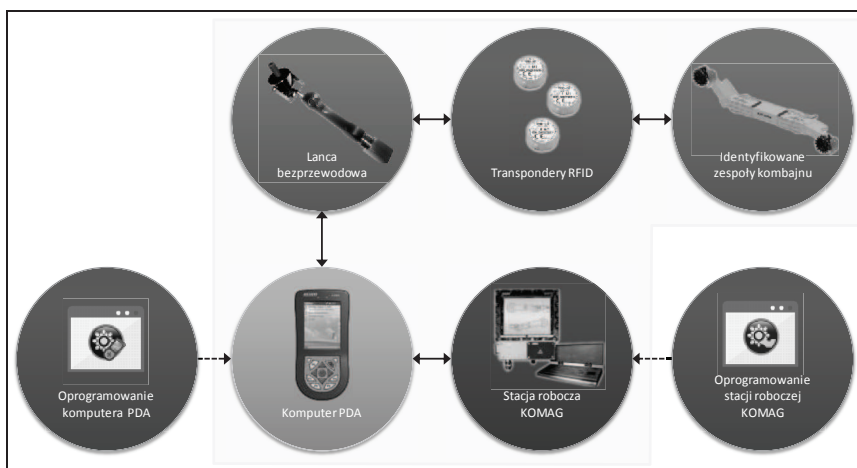 Lanca
bezprzewodowa
Transpondery RFID
Identyfikowane
zespoły kombajnu
Oprogramowanie
komputera PDA
Komputer PDA
Stacja robocza
KOMAG
Oprogramowanie
stacji roboczej
KOMAG